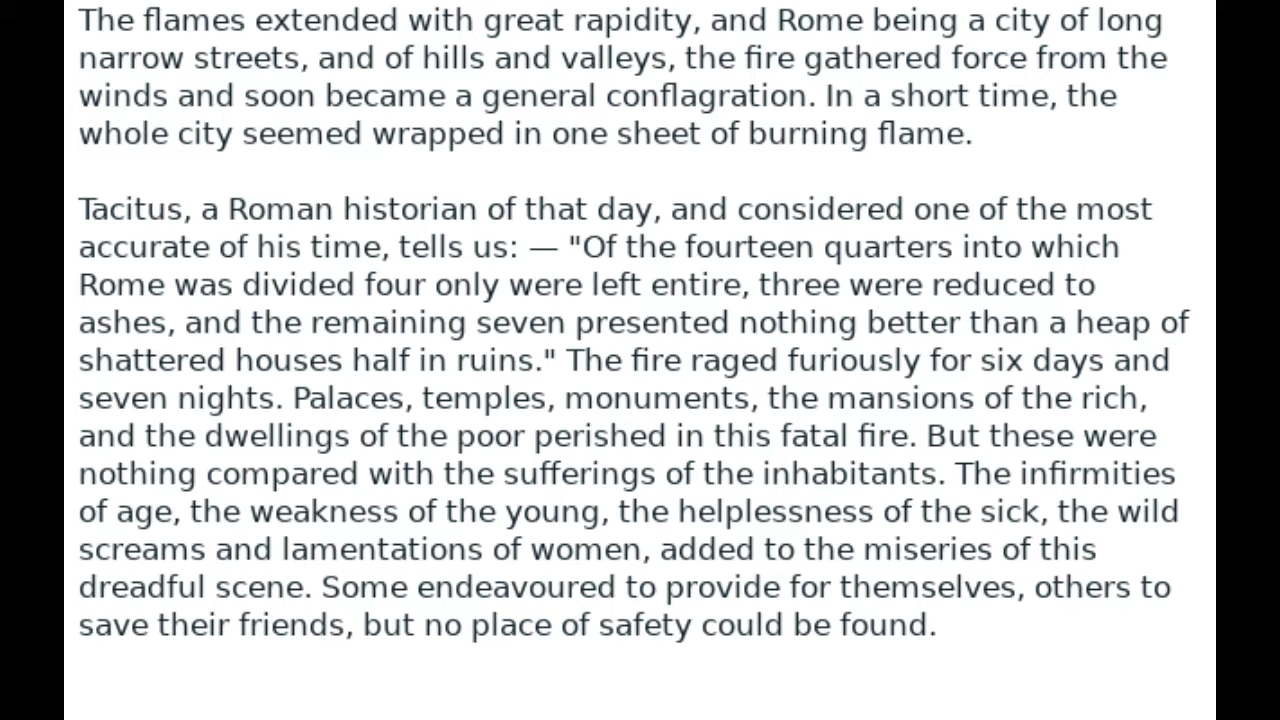 The flames extended with great rapidity, and Rome being a city of long
narrow streets, and of hills and valleys, the fire gathered force from the
winds and soon became a general conflagration. In a short time, the
whole city seemed wrapped in one sheet of burning flame.
Tacitus, a Roman historian of that day, and considered one of the most
accurate of his time, tells us: — "Of the fourteen quarters into which
Rome was divided four only were left entire, three were reduced to
ashes, and the remaining seven presented nothing better than a heap of
shattered houses half in ruins." The fire raged furiously for six days and
seven nights. Palaces, temples, monuments, the mansions of the rich,
and the dwellings of the poor perished in this fatal fire. But these were
nothing compared with the sufferings of the inhabitants. The infirmities
of age, the weakness of the young, the helplessness of the sick, the wild
screams and lamentations of women, added to the miseries of this
dreadful scene. Some endeavoured to provide for themselves, others to
save their friends, but no place of safety could be found.